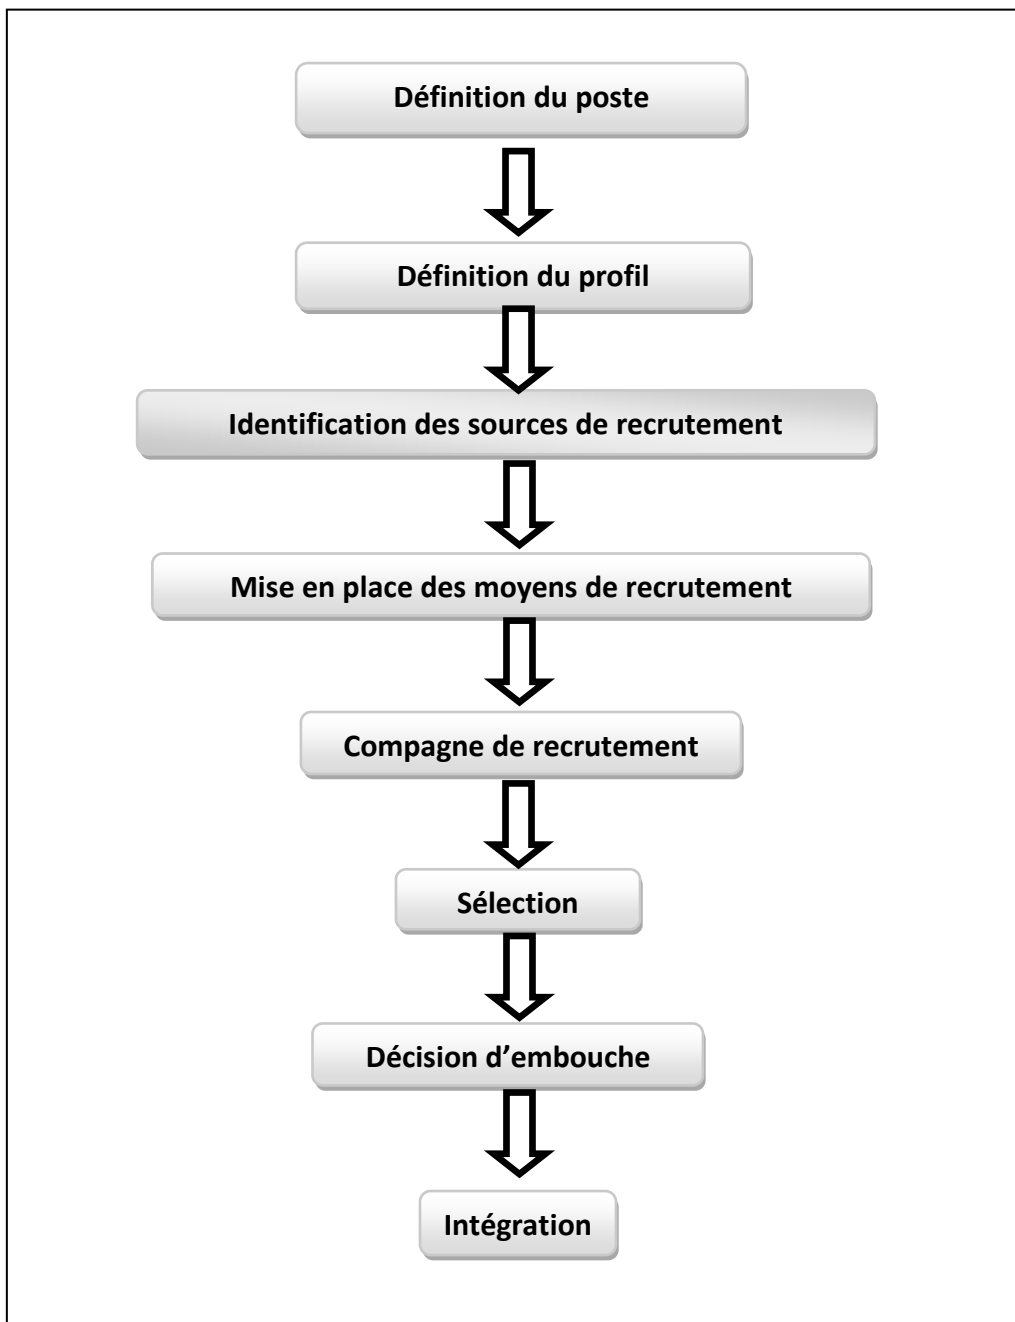 Définition du poste
Définition du profil
Identification des sources de recrutement
Mise en place des moyens de recrutement
Compagne de recrutement
Sélection
Décision d’embouche
Intégration